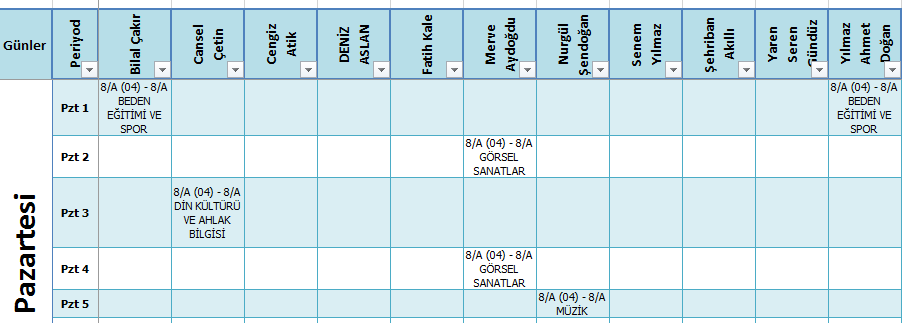 Günler
Periyod
Bilal Çakır
Cansel
Çetin
Cengiz
Atik
DENİZ
ASLAN
Fatih Kale
Merve
Aydoğdu
Nurgül
Şendoğan
Senem
Yılmaz
Şehriban
Akıllı
Yaren
Seren
Gündüz
Yılmaz
Ahmet
Doğan
Pazartesi
Pzt 1
8/A (04) - 8/A
BEDEN
EĞİTİMİ VE
SPOR
8/A (04) - 8/A
BEDEN
EĞİTİMİ VE
SPOR
Pzt 2
8/A (04) - 8/A
GÖRSEL
SANATLAR
Pzt 3
8/A (04) - 8/A
DİN KÜLTÜRÜ
VE AHLAK
BİLGİSİ
Pzt 4
8/A (04) - 8/A
GÖRSEL
SANATLAR
Pzt 5
8/A (04) - 8/A
MÜZİK